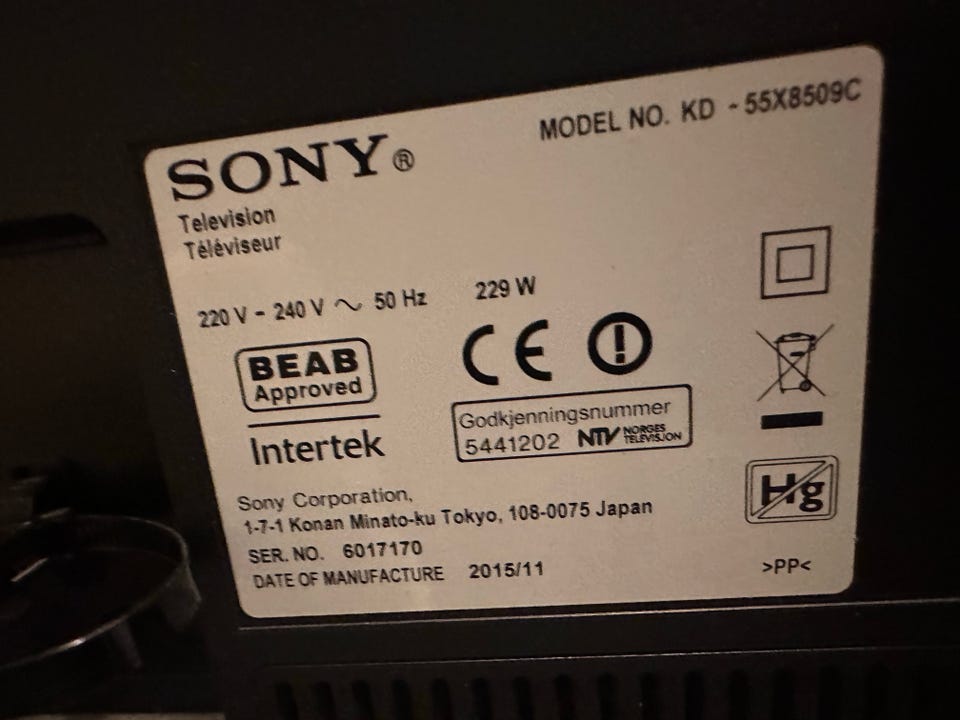 SONY®
MODEL NO. KD - 55X8509C
Television
Téléviseur
220 V - 240 V ~ 50 Hz 229 W
BEAB
Approved
Intertek
CE
Godkjenningsnummer
5441202 NTV NORGES TELEVISJON
Hg
Sony Corporation,
1-7-1 Konan Minato-ku Tokyo, 108-0075 Japan
SER. NO. 6017170
DATE OF MANUFACTURE 2015/11
>PP<